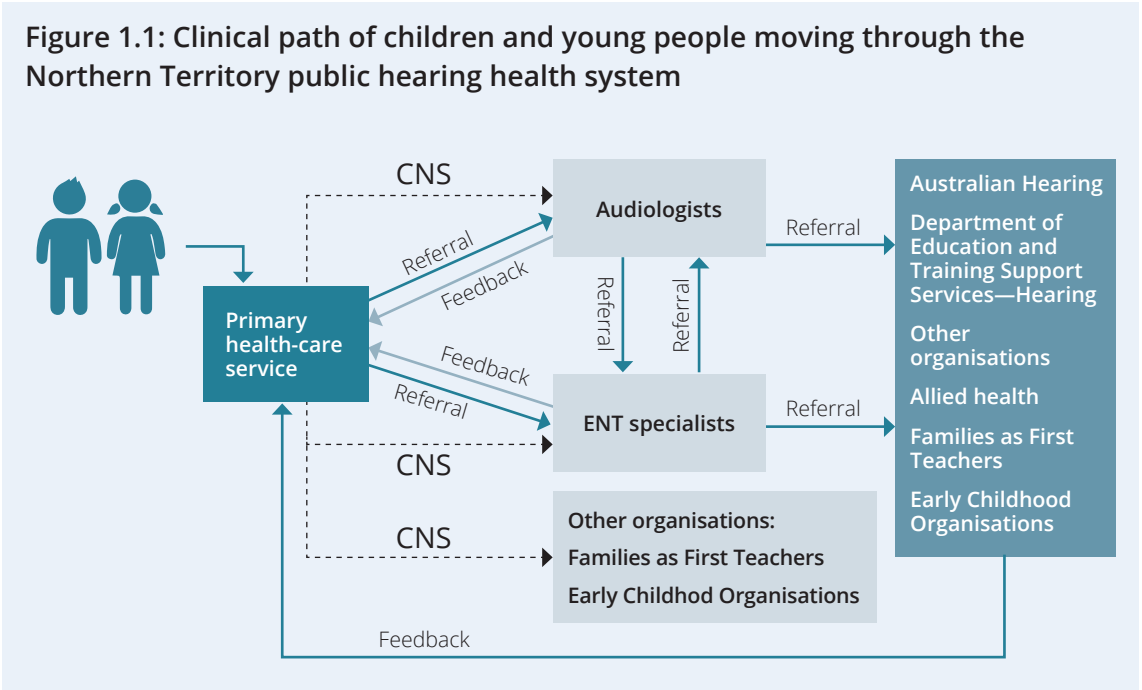 Figure 1.1: Clinical path of children and young people moving through the
Northern Territory public hearing health system
CNS
Audiologists
Referral
Feedback
Referral
Primary
health-care
service
Referral
Referral
Feedback
Referral
ENT specialists
Referral
CNS
CNS
Other organisations:
Families as First Teachers
Early Childhod Organisations
Australian Hearing
Department of
Education and
Training Support
Services—Hearing
Other
organisations
Allied health
Families as First
Teachers
Early Childhood
Organisations
Feedback